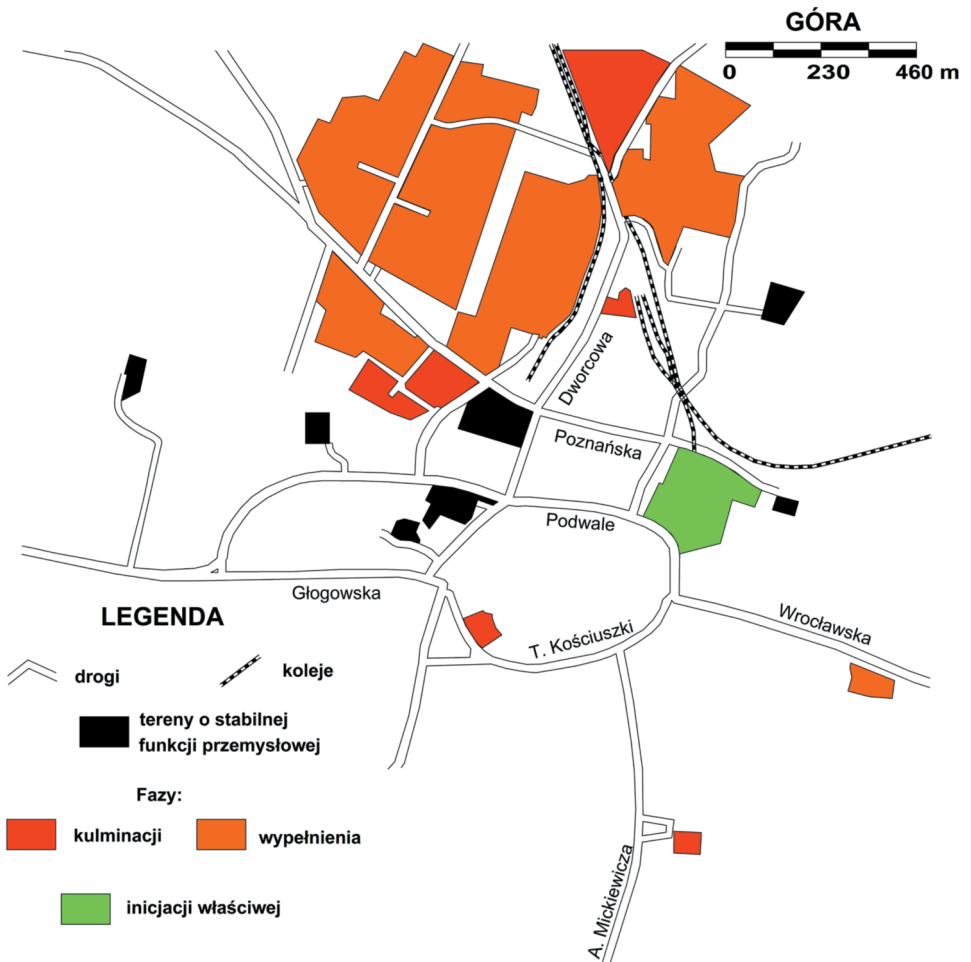 GÓRA
0 230 460 m
Dworcowa
Poznańska
Podwale
Głogowska
T. Kościuszki
Wrocławska
A. Mickiewicza
LEGENDA
drogi
koleje
tereny o stabilnej
funkcji przemysłowej
Fazy:
kulminacji
wypełnienia
inicjacji właściwej